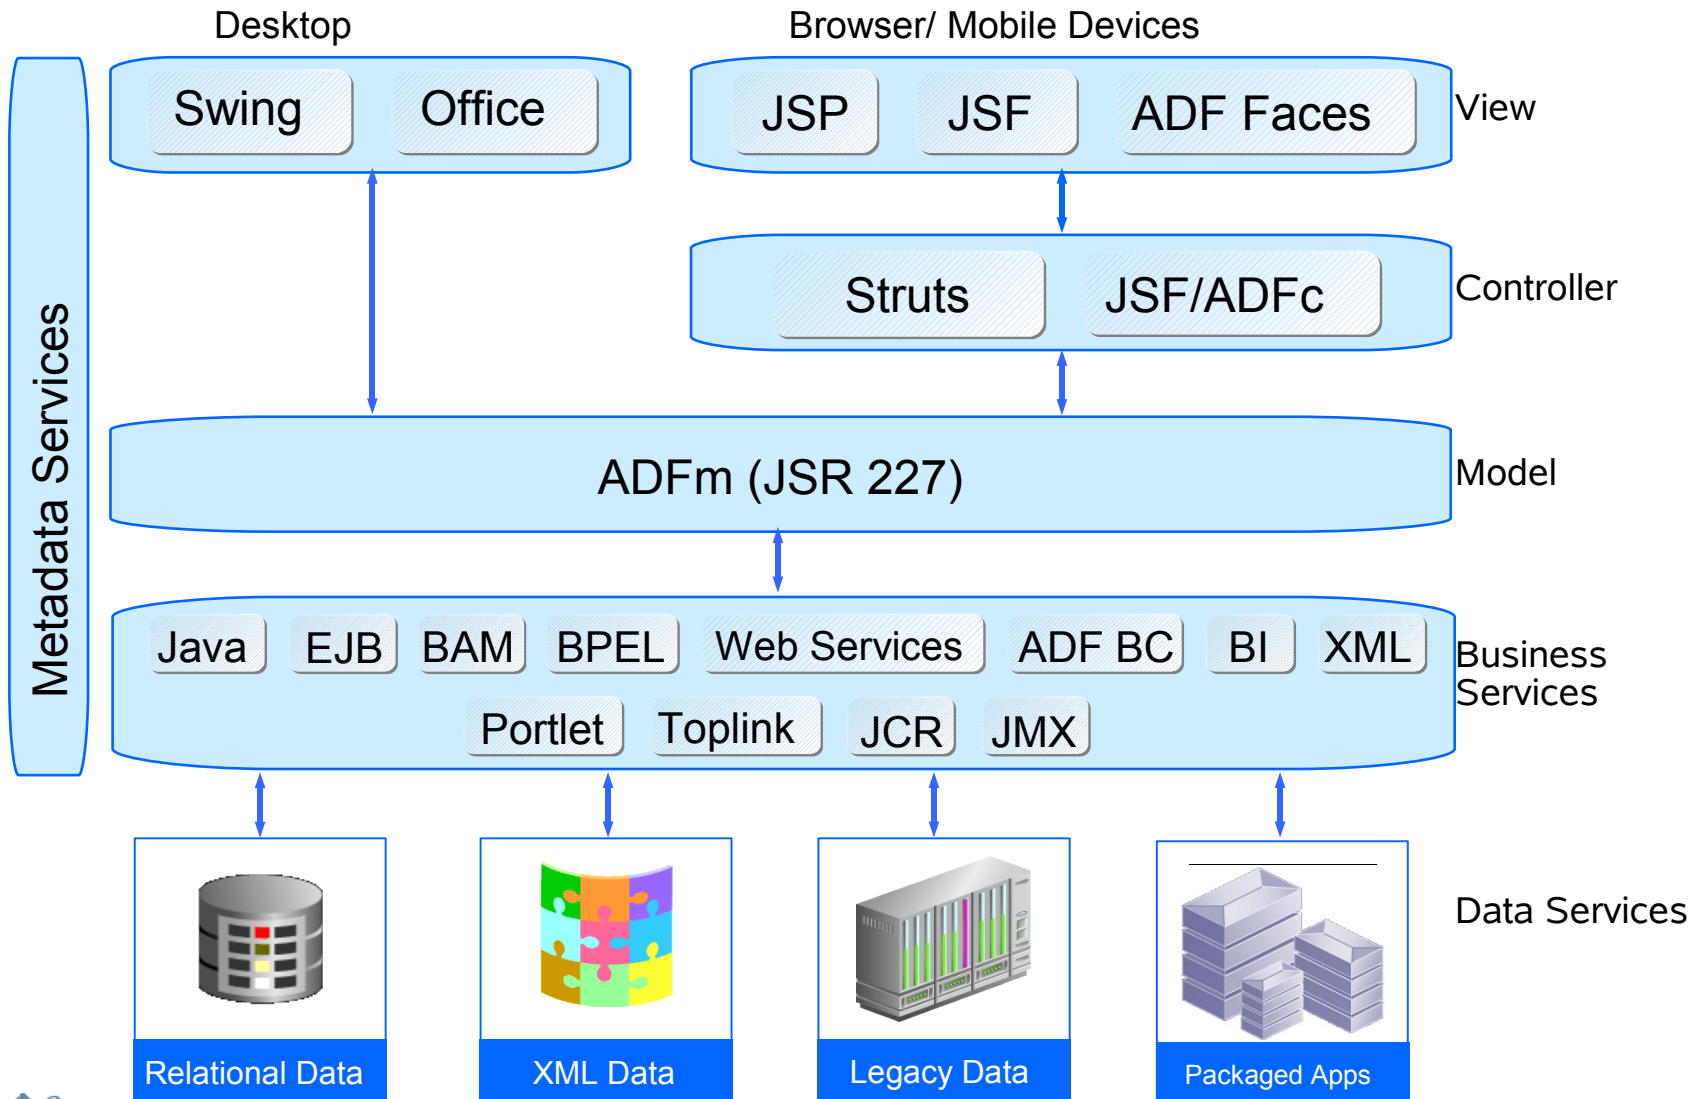 Desktop
Browser/ Mobile Devices
Swing
Office
JSP
JSF
ADF Faces
View
Struts
JSF/ADFc
Controller
Metadata Services
ADFm (JSR 227)
Model
Java
EJB
BAM
BPEL
Web Services
ADF BC
BI
XML
Business
Services
Portlet
Toplink
JCR
JMX
Data Services
Relational Data
XML Data
Legacy Data
Packaged Apps